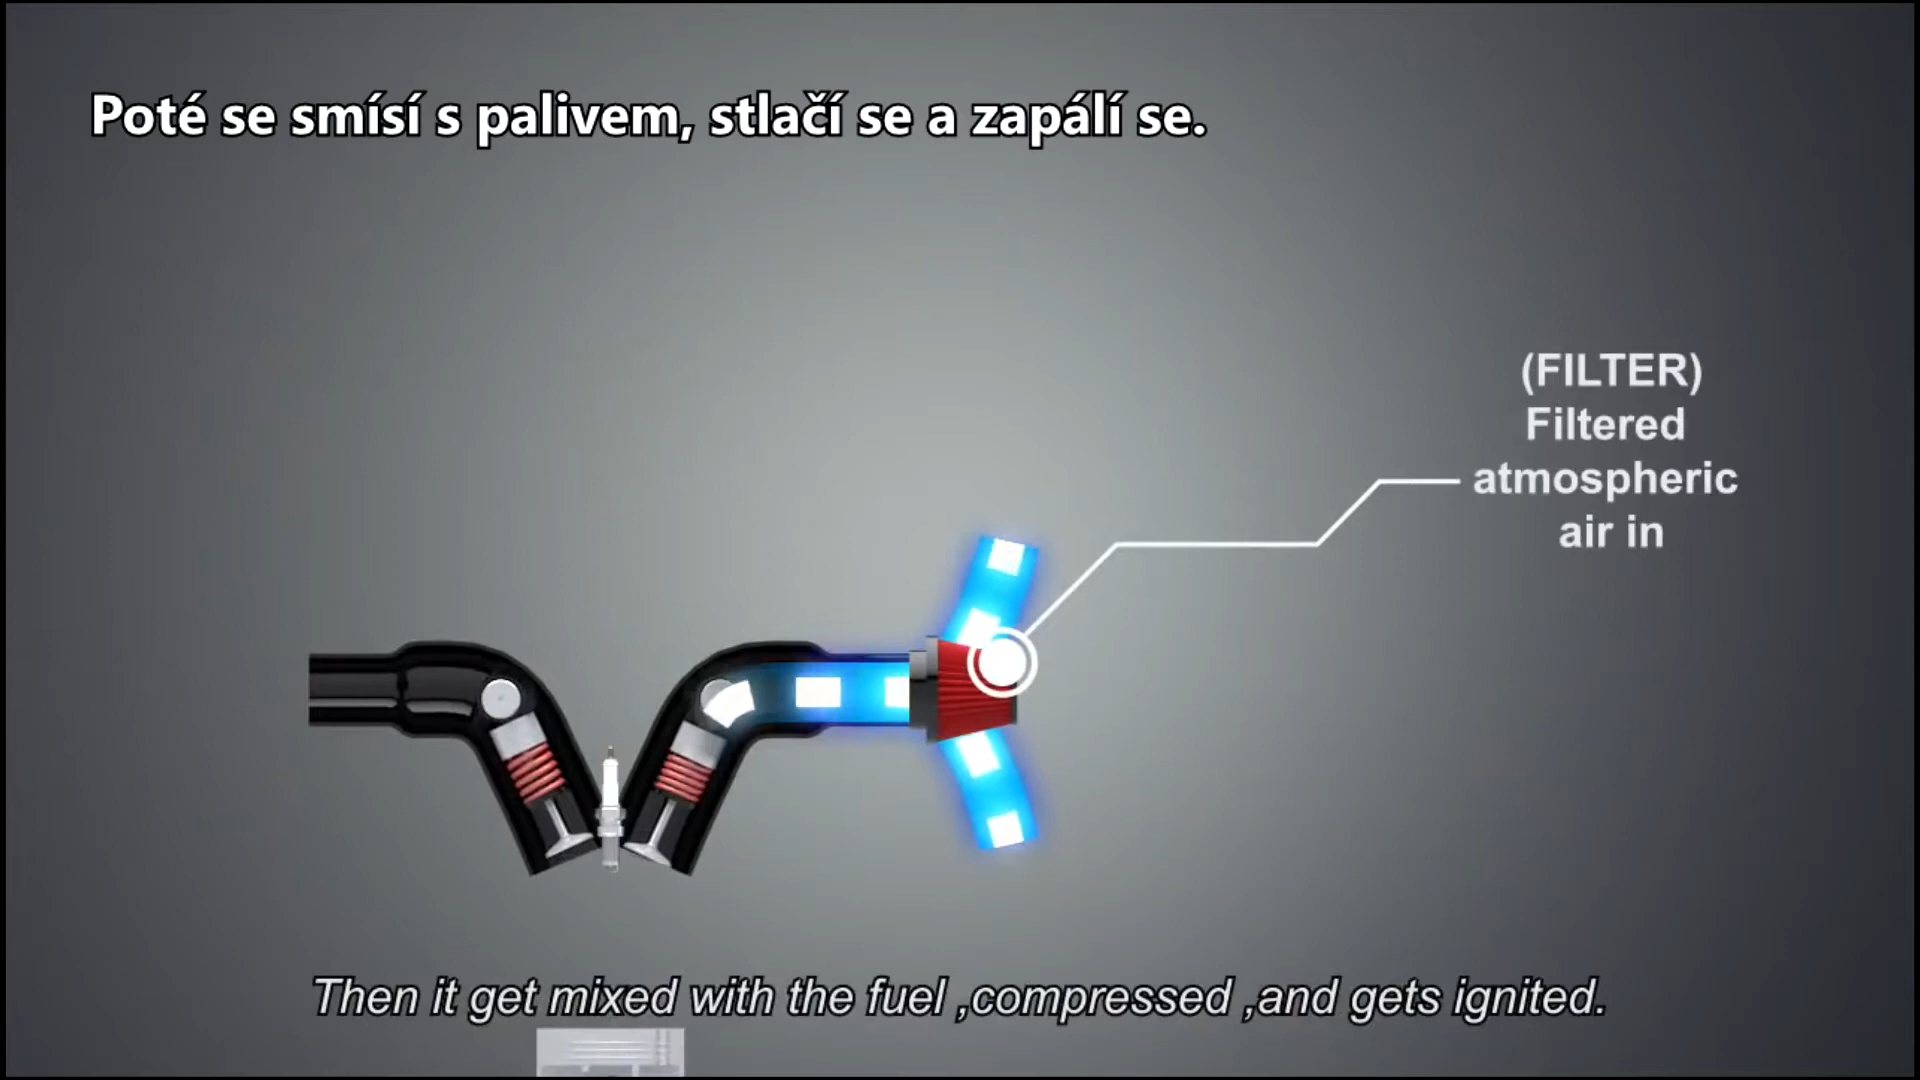 Poté se smísí s palivem, stlačí se a zapálí se.
(FILTER)
Filtered
atmospheric
air in
Then it get mixed with the fuel ,compressed ,and gets ignited.